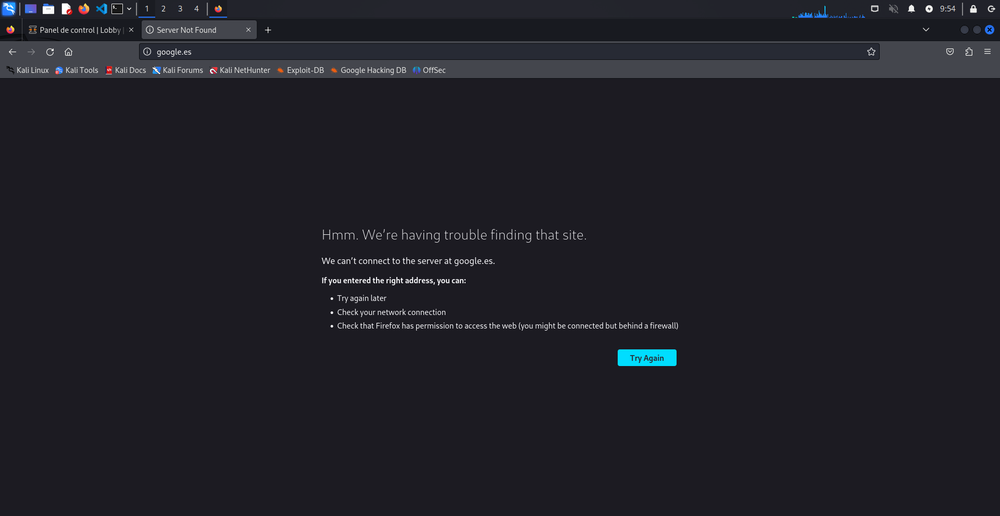 1 2 3 4 9:54
Panel de control | Lobby | Server Not Found
google.es
Kali Linux Kali Tools Kali Docs Kali Forums Kali NetHunter Exploit-DB Google Hacking DB OffSec
Hmm. We're having trouble finding that site.
We can't connect to the server at google.es.
If you entered the right address, you can:
• Try again later
• Check your network connection
• Check that Firefox has permission to access the web (you might be connected but behind a firewall)
Try Again